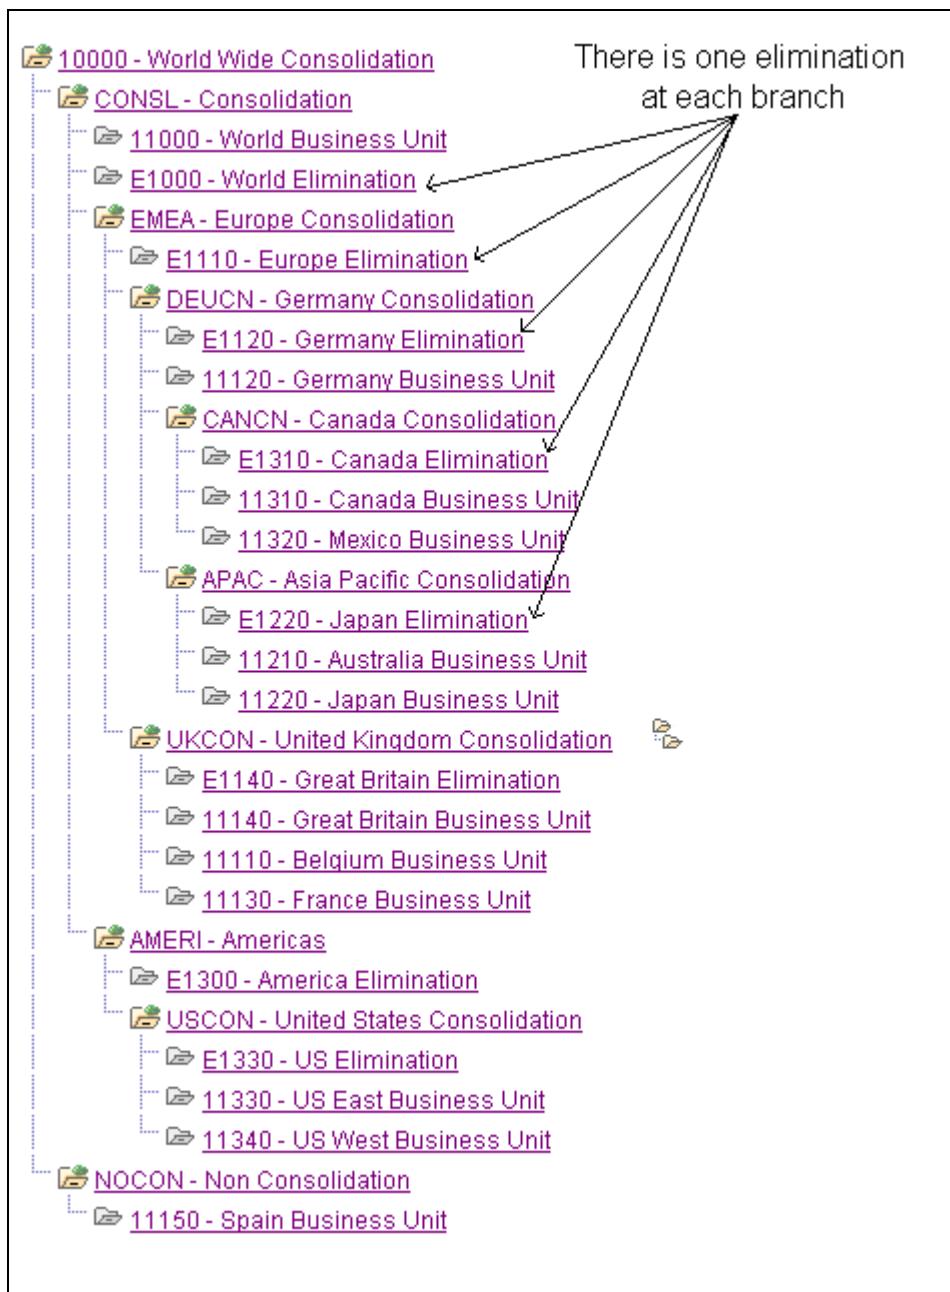 There is one elimination
at each branch
10000 - World Wide Consolidation
CONSL - Consolidation
11000 - World Business Unit
E1000 - World Elimination
EMEA - Europe Consolidation
E1110 - Europe Elimination
DEUCN - Germany Consolidation
E1120 - Germany Elimination
11120 - Germany Business Unit
CANCN - Canada Consolidation
E1310 - Canada Elimination
11310 - Canada Business Unit
11320 - Mexico Business Unit
APAC - Asia Pacific Consolidation
E1220 - Japan Elimination
11210 - Australia Business Unit
11220 - Japan Business Unit
UKCON - United Kingdom Consolidation
E1140 - Great Britain Elimination
11140 - Great Britain Business Unit
11110 - Belgium Business Unit
11130 - France Business Unit
AMERI - Americas
E1300 - America Elimination
USCON - United States Consolidation
E1330 - US Elimination
11330 - US East Business Unit
11340 - US West Business Unit
NOCON - Non Consolidation
11150 - Spain Business Unit